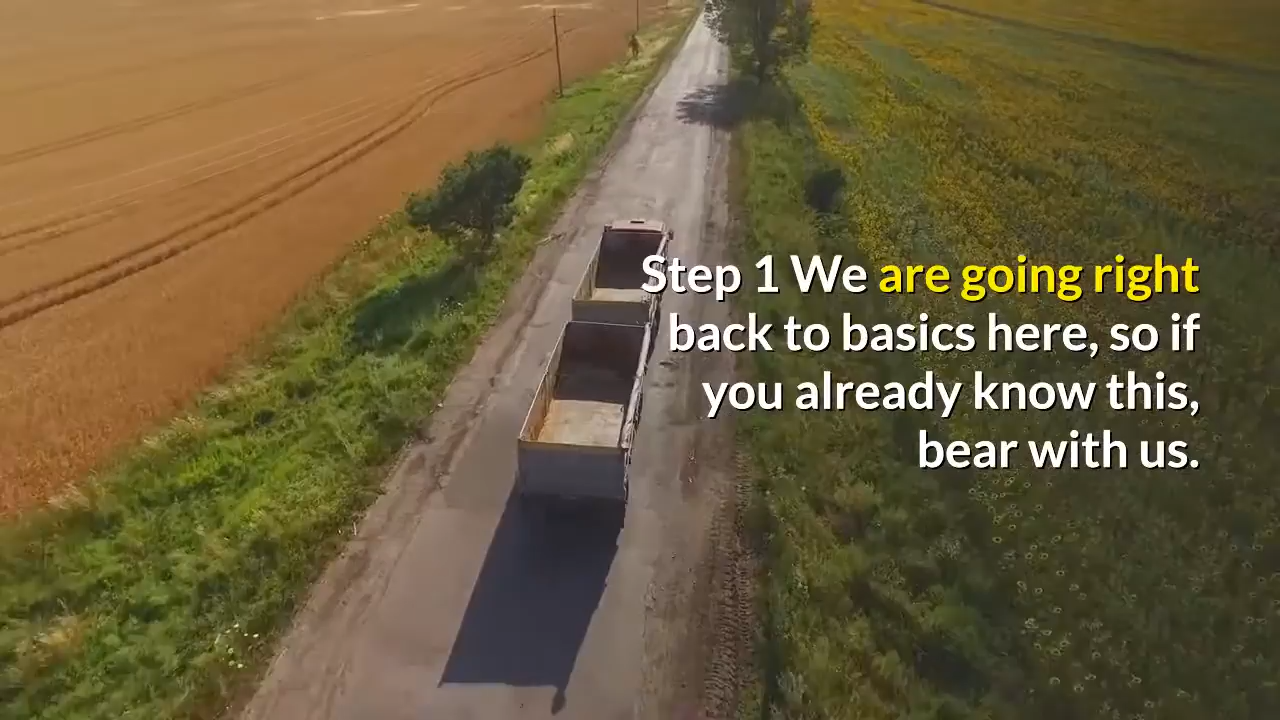 Step 1 We are going right
back to basics here, so if
you already know this,
bear with us.